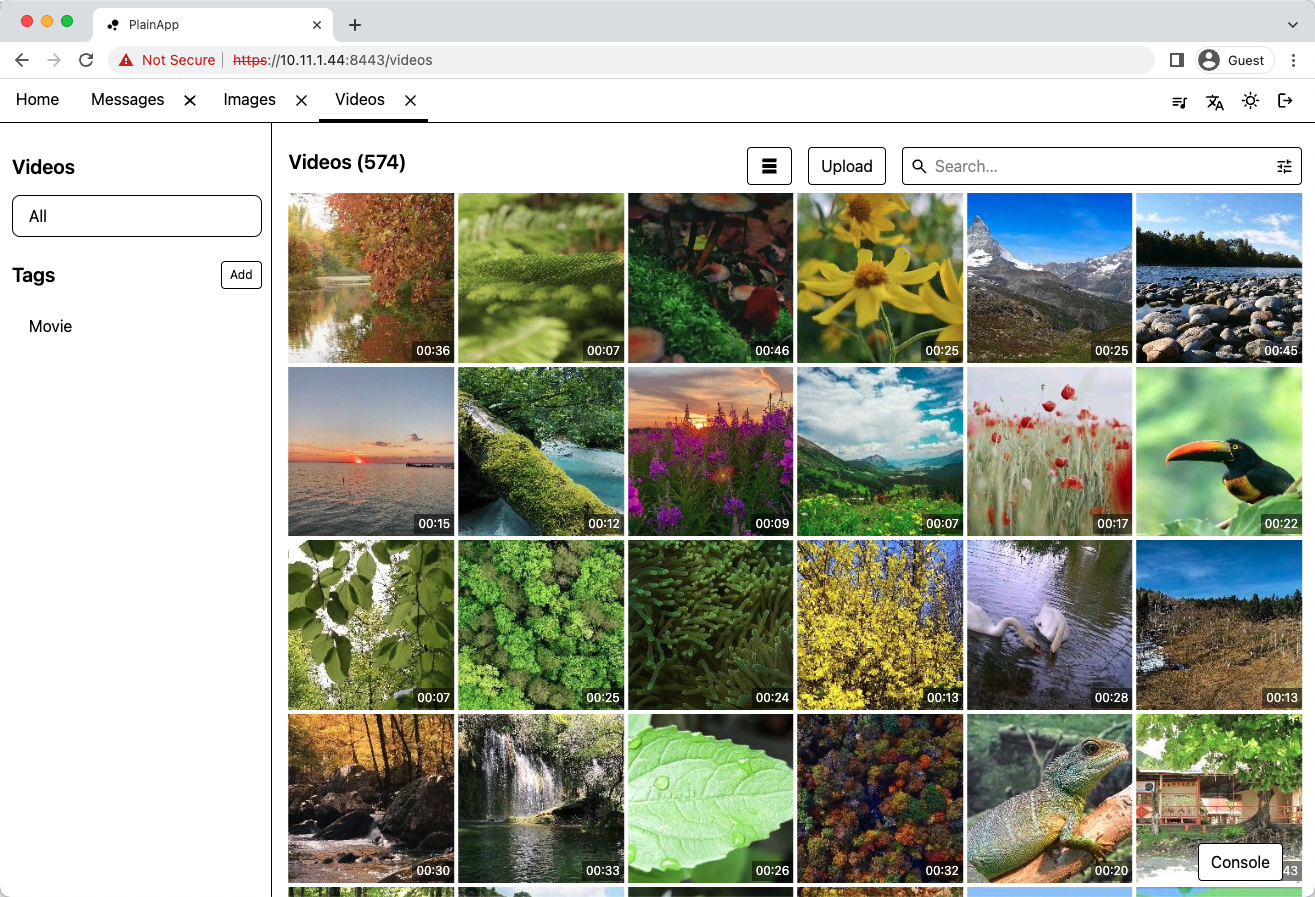 PlainApp
Not Secure https://10.11.1.44:8443/videos Guest
Home Messages Images Videos
Videos
All
Tags Add
Movie
Videos (574) Upload Search...
00:36 00:07 00:46 00:25 00:25 00:45
00:15 00:12 00:09 00:07 00:17 00:22
00:07 00:25 00:24 00:13 00:28 00:13
00:30 00:33 00:26 00:32 00:20 43
Console